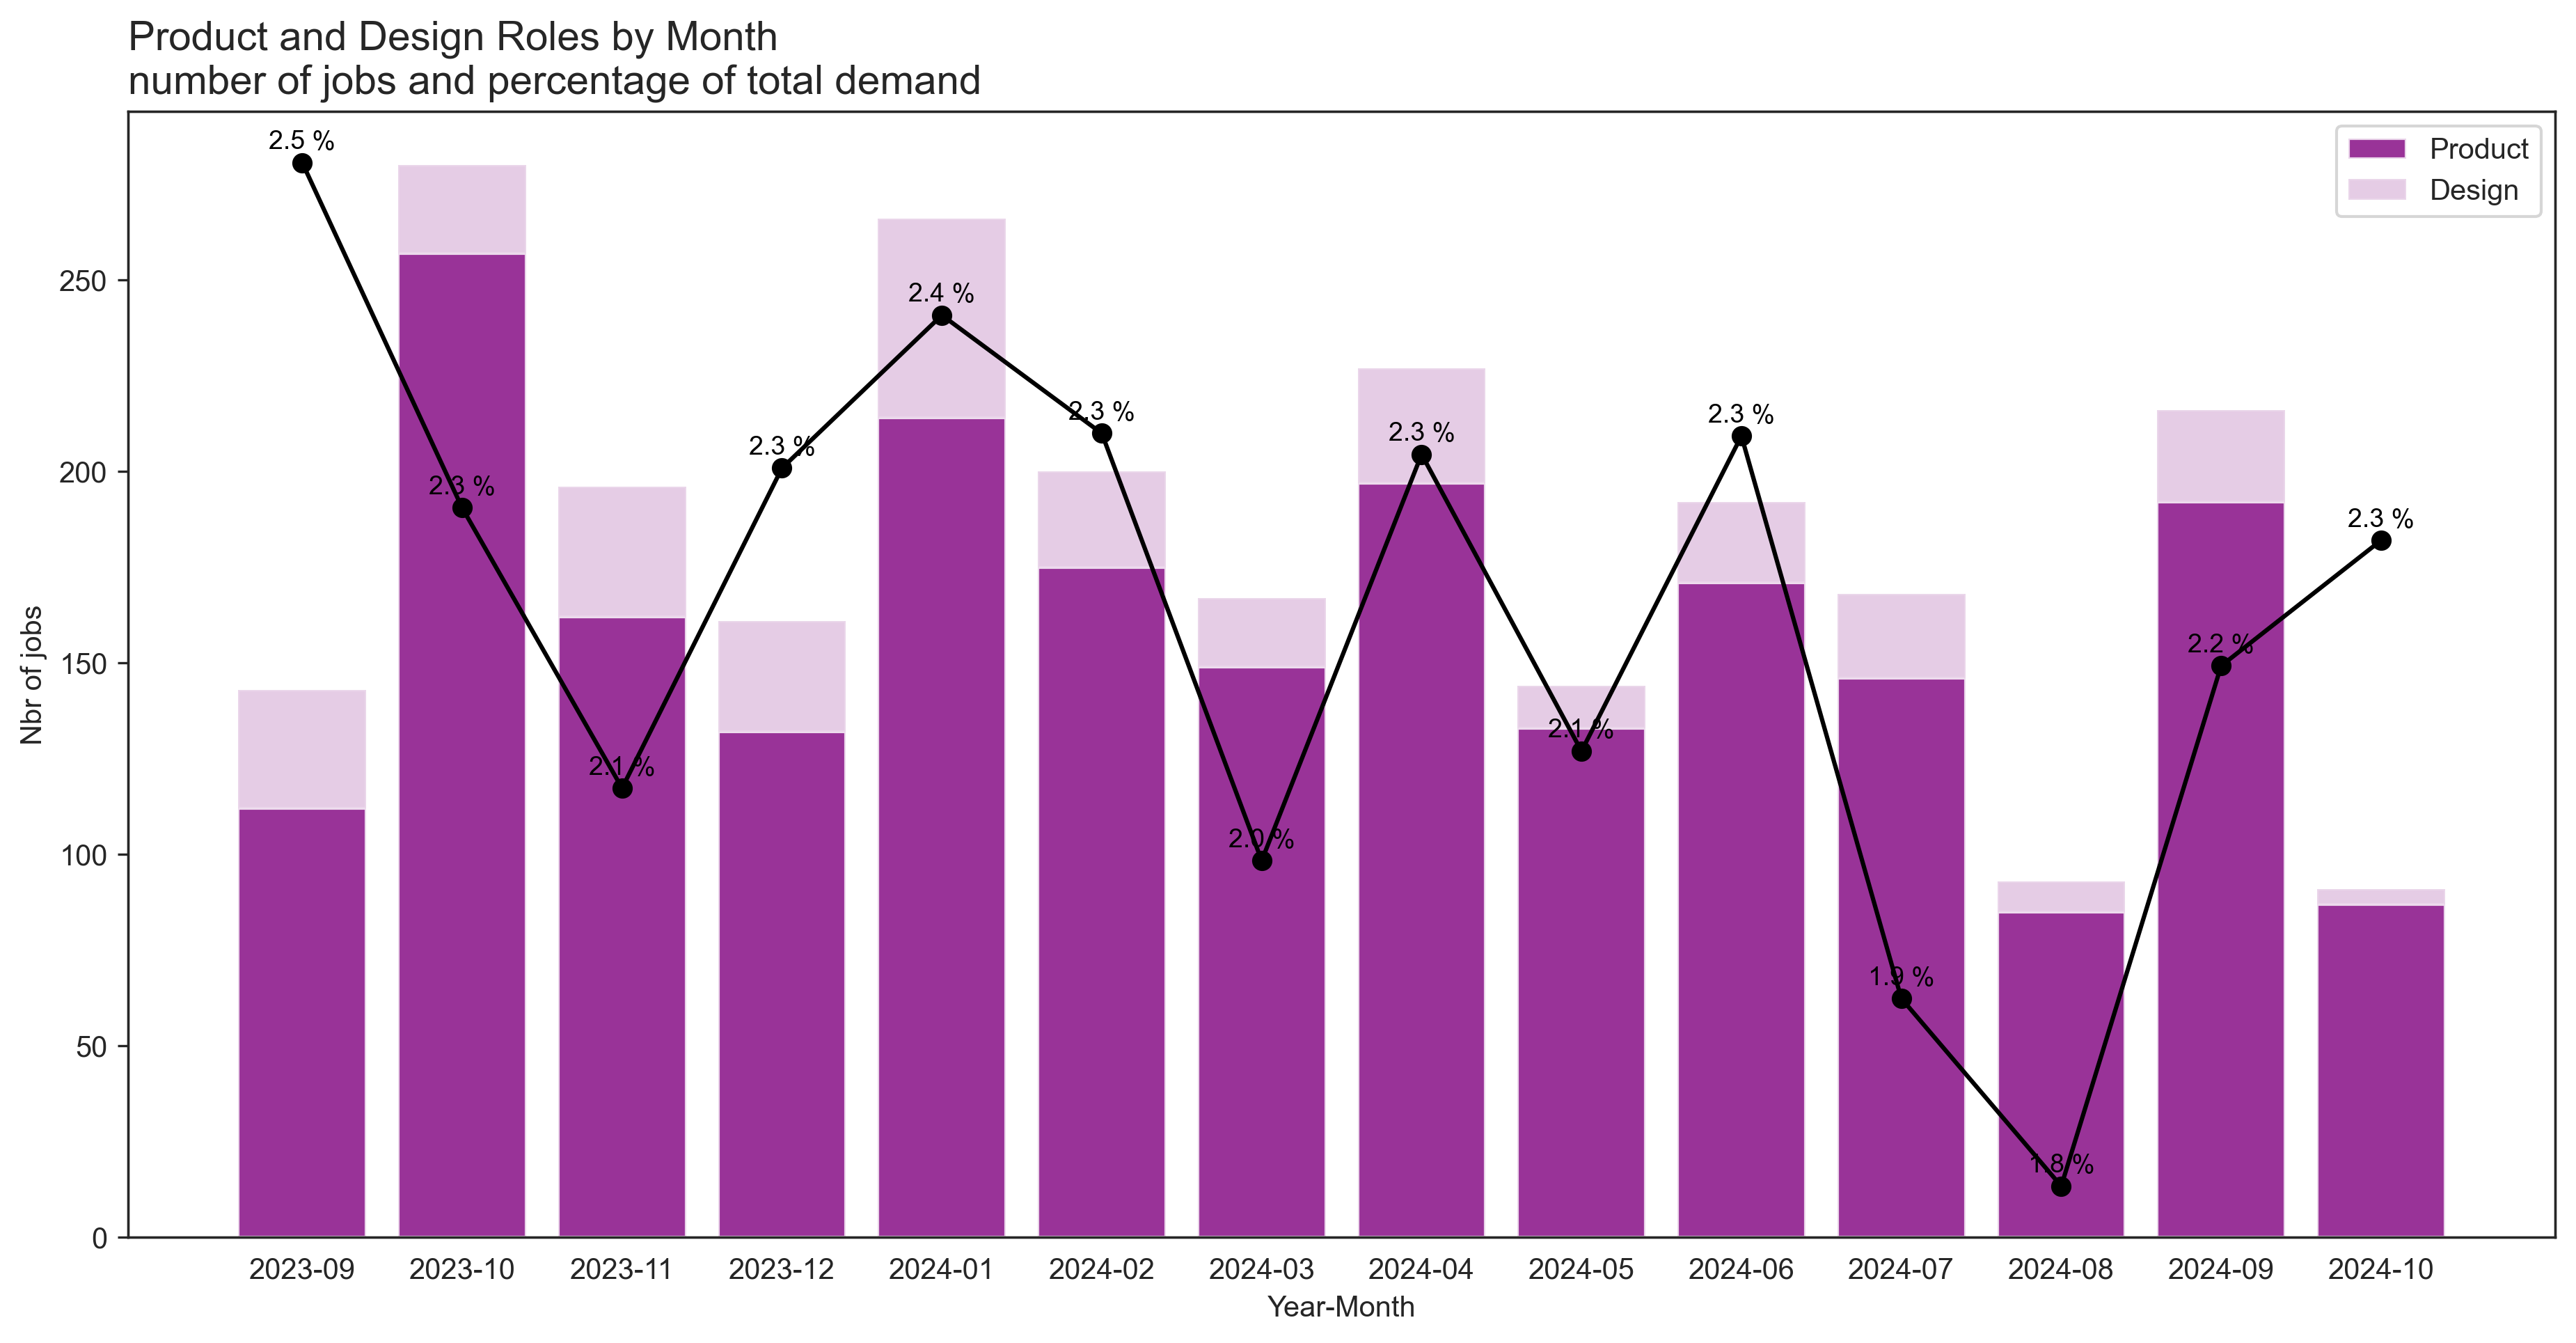 Product and Design Roles by Month
number of jobs and percentage of total demand
Product
Design
2.5 %
2.3 %
2.1 %
2.3 %
2.4 %
2.3 %
2.0 %
2.3 %
2.1 %
2.3 %
1.9 %
1.8 %
2.2 %
2.3 %
Nbr of jobs
250
200
150
100
50
0
2023-09 2023-10 2023-11 2023-12 2024-01 2024-02 2024-03 2024-04 2024-05 2024-06 2024-07 2024-08 2024-09 2024-10
Year-Month